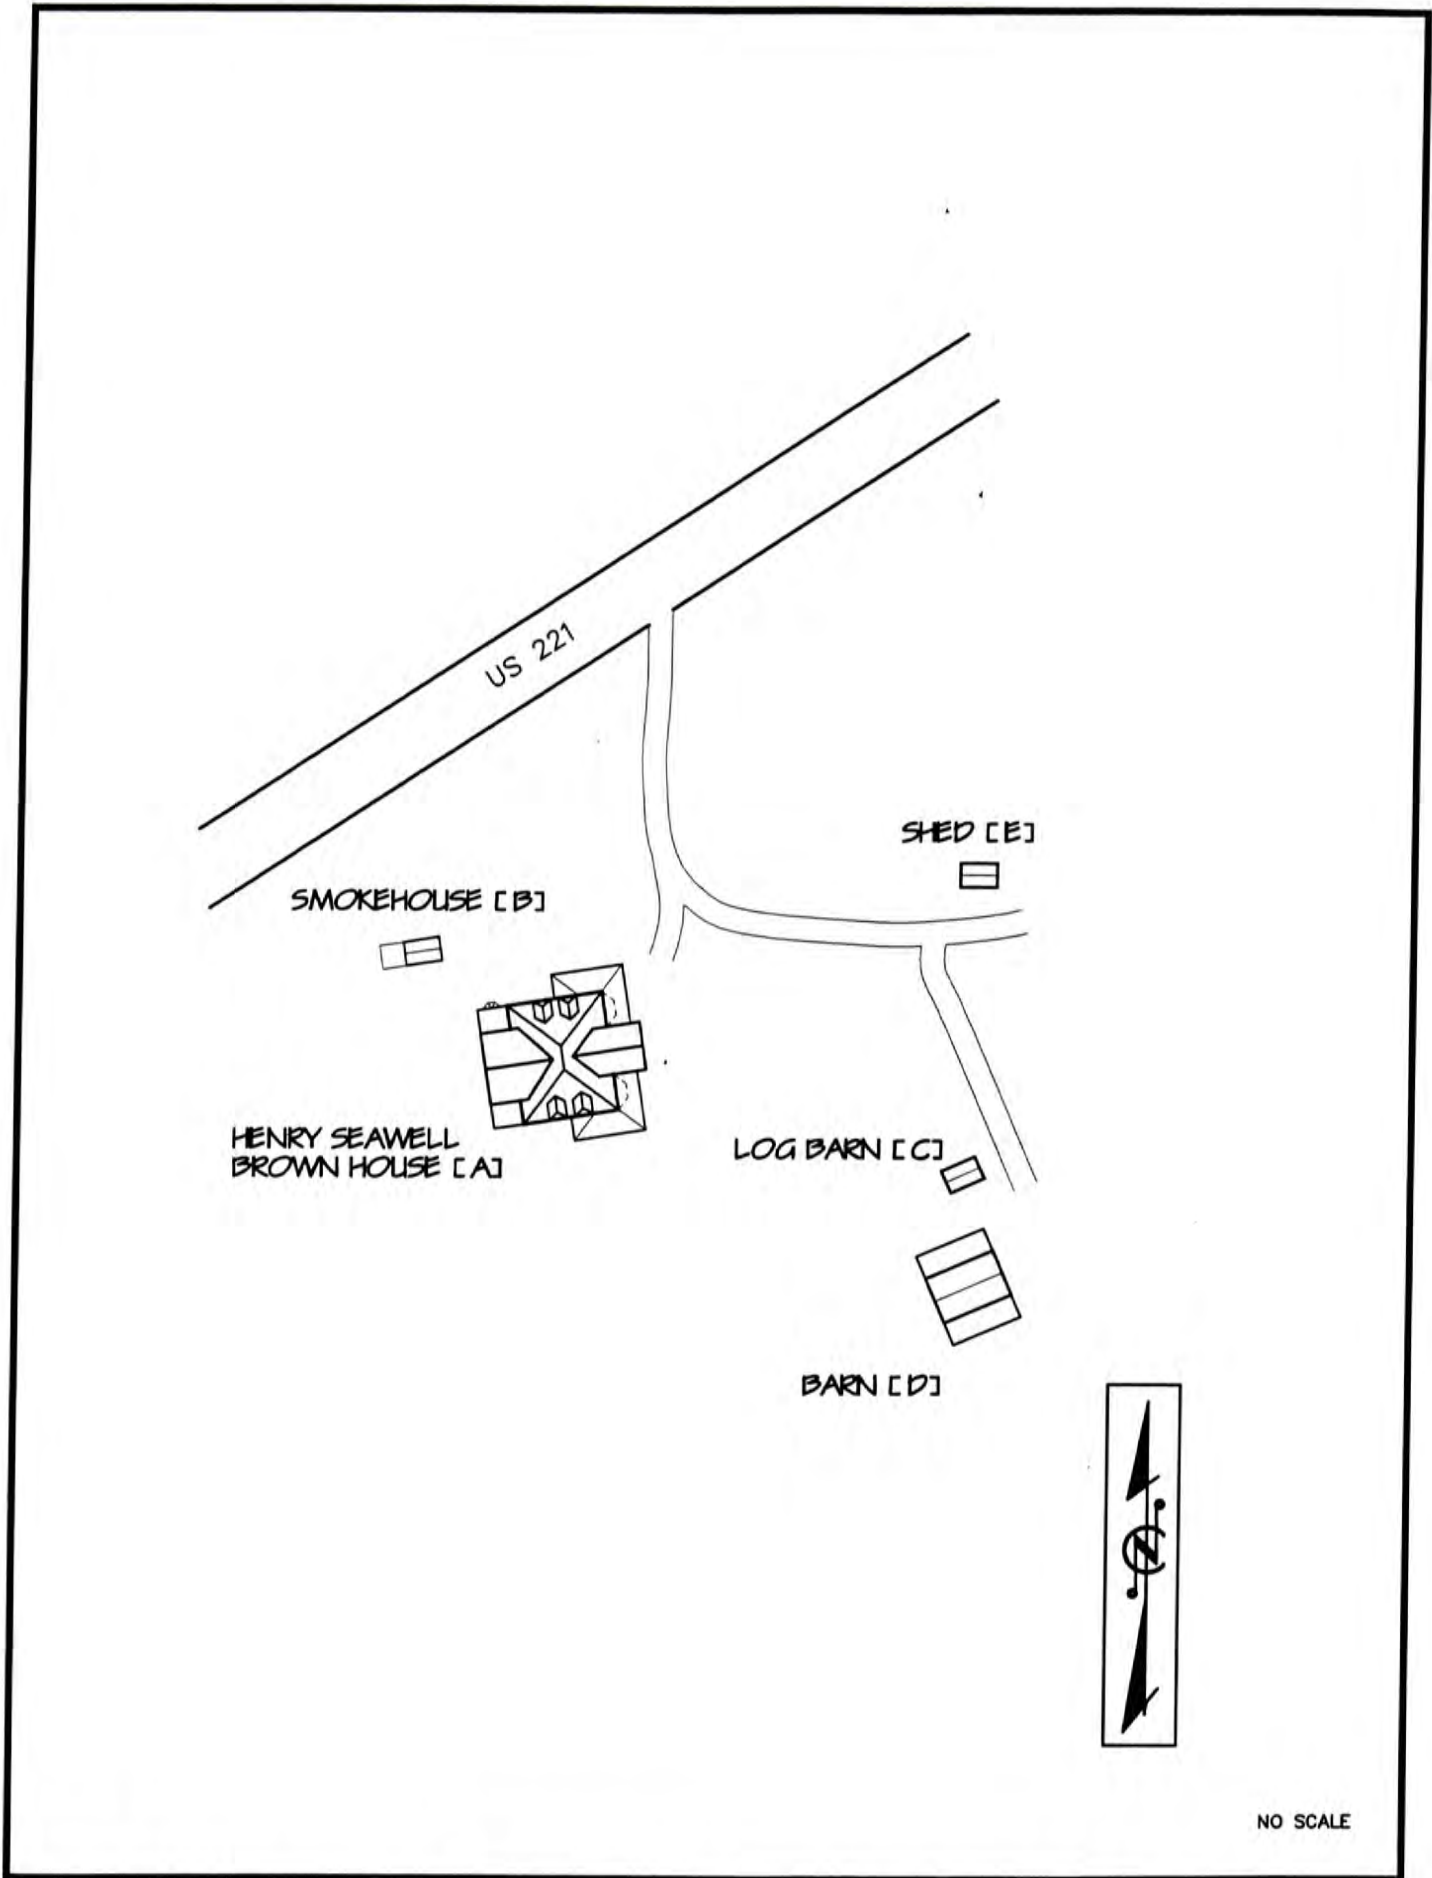 US 221
SHED [E]
SMOKEHOUSE [B]
HENRY SEAWELL
BROWN HOUSE [A]
LOG BARN [C]
BARN [D]
N
NO SCALE